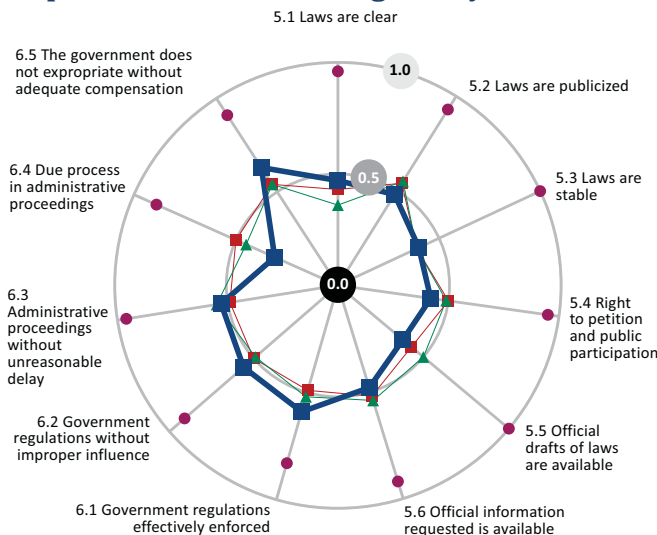 5.1 Laws are clear
6.5 The government does
not expropriate without
adequate compensation
1.0
5.2 Laws are publicized
6.4 Due process
in administrative
proceedings
0.5
5.3 Laws are
stable
0.0
6.3
Administrative
proceedings
without
unreasonable
delay
5.4 Right
to petition
and public
participation
6.2 Government
regulations without
improper influence
5.5 Official
drafts of laws
are available
6.1 Government regulations
effectively enforced
5.6 Official information
requested is available